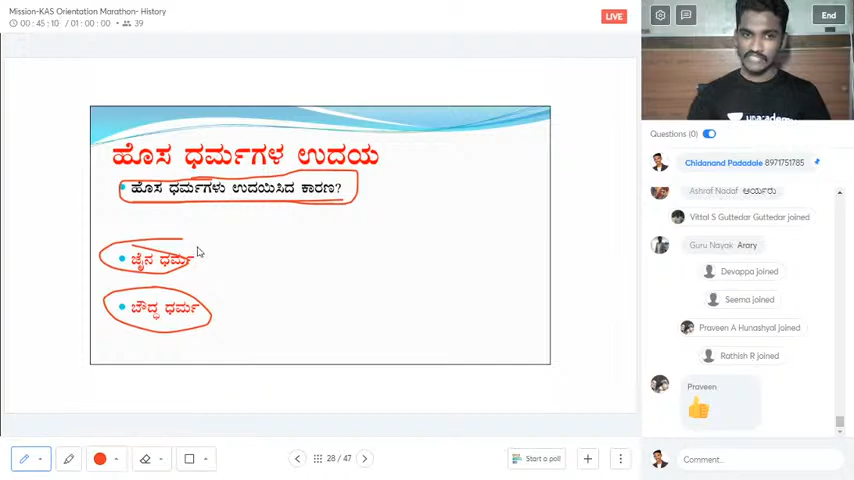 Mission-KAS Orientation Marathon- History
00 : 45 : 10 / 01 : 00 : 00 • 39
LIVE
End
ಹೊಸ ಧರ್ಮಗಳ ಉದಯ
ಹೊಸ ಧರ್ಮಗಳು ಉದಯಿಸಿದ ಕಾರಣ?
ಜೈನ ಧರ್ಮ
ಬೌದ್ಧ ಧರ್ಮ
Questions (0)
Chidanand Padadale 8971751785
Ashraf Nadaf ಆರ್ಯರು
Vittal S Guttedar Guttedar joined
Guru Nayak Arary
Devappa joined
Seema joined
Praveen A Hunashyal joined
Rathish R joined
Praveen
28 / 47
Start a poll
Comment...